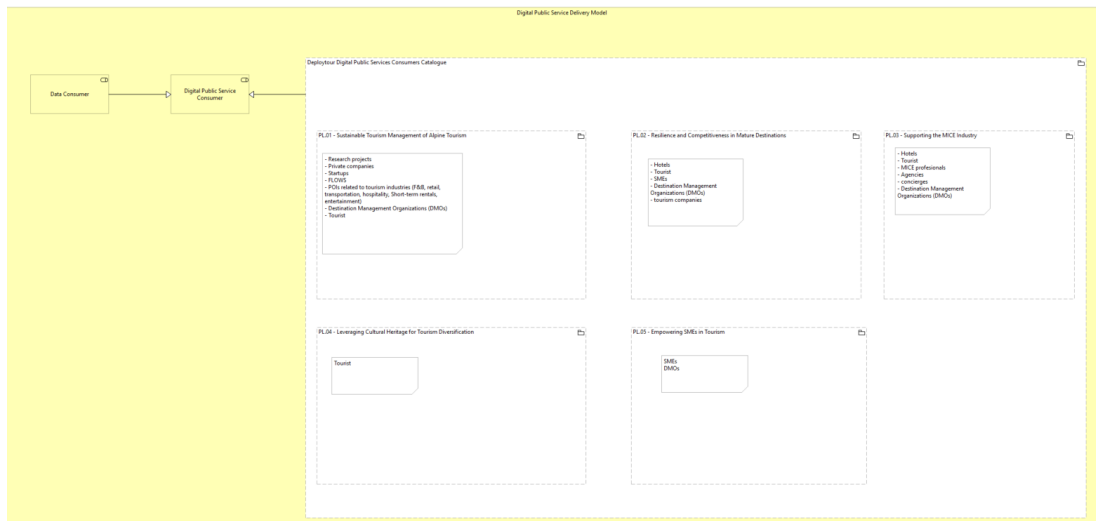 Digital Public Service Delivery Model
Deploytour Digital Public Services Consumers Catalogue
Data Consumer
Digital Public Service
Consumer
PL.01 - Sustainable Tourism Management of Alpine Tourism
- Research projects
- Private companies
- Startups
- FLOWS
- POIs related to tourism industries (F&B, retail,
transportation, hospitality, Short-term rentals,
entertainment)
- Destination Management Organizations (DMOs)
- Tourist
PL.02 - Resilience and Competitiveness in Mature Destinations
- Hotels
- Tourist
- SMEs
- Destination Management
Organizations (DMOs)
- tourism companies
PL.03 - Supporting the MICE Industry
- Hotels
- Tourist
- MICE profesionals
- Agencies
- concierges
- Destination Management
Organizations (DMOs)
PL.04 - Leveraging Cultural Heritage for Tourism Diversification
Tourist
PL.05 - Empowering SMEs in Tourism
SMEs
DMOs